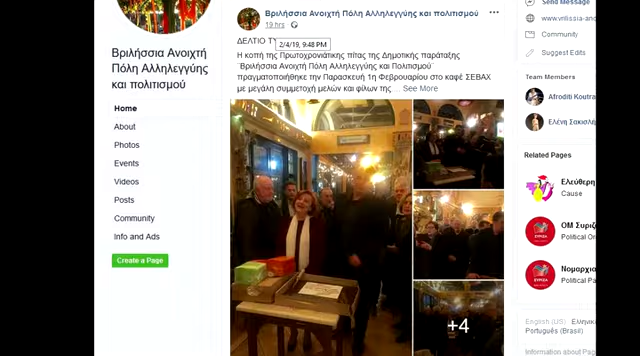 Βριλήσσια Ανοιχτή
Πόλη Αλληλεγγύης
και πολιτισμού
Home
About
Photos
Events
Videos
Posts
Community
Info and Ads
Create a Page
Βριλήσσια Ανοιχτή Πόλη Αλληλεγγύης και πολιτισμού
19 hrs
ΔΕΛΤΙΟ ΤΥ
2/4/19, 9:48 PM
Η κοπή της Πρωτοχρονιάτικης πίτας της Δημοτικής παράταξης
¨Βριλήσσια Ανοιχτή Πόλη Αλληλεγγύης και Πολιτισμού¨
πραγματοποιήθηκε την Παρασκευή 1η Φεβρουαρίου στο καφέ ΣΕΒΑΧ
με μεγάλη συμμετοχή μελών και φίλων της ... See More
+4
Send Message
Community
Suggest Edits
Team Members
Afroditi Koutra
Ελένη Σακισλή
Related Pages
Ελεύθερη
Cause
ΟΜ Συριζ
Political Or
Νομαρχια
Political Pa
English (US) · Ελληνικ
Português (Brasil)
Information about Page